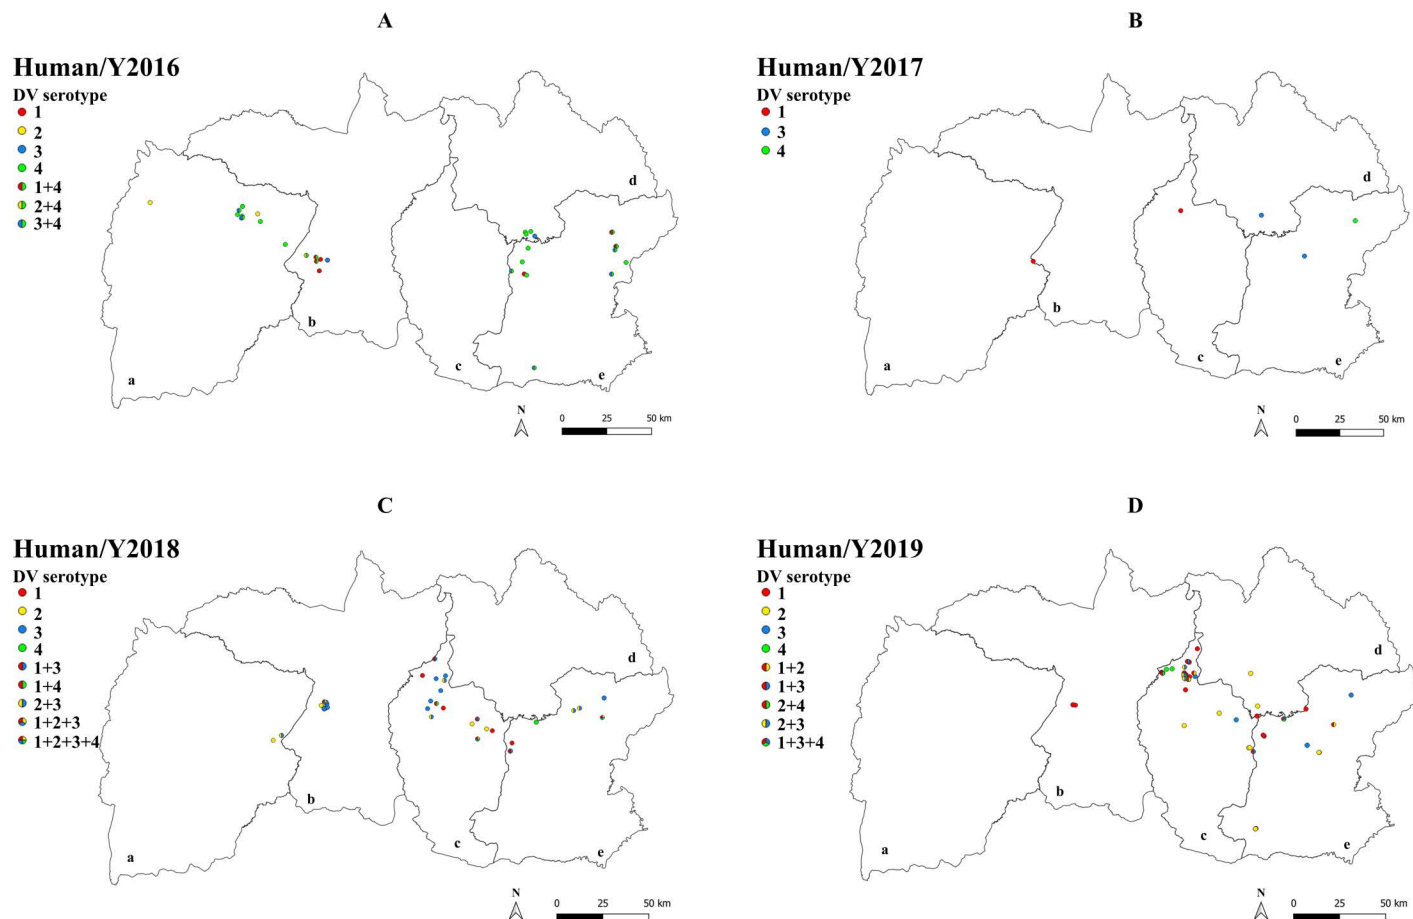 A
Human/Y2016
DV serotype
1
2
3
4
1+4
2+4
3+4
a
b
c
d
e
N
0 25 50 km
B
Human/Y2017
DV serotype
1
3
4
a
b
c
d
e
N
0 25 50 km
C
Human/Y2018
DV serotype
1
2
3
4
1+3
1+4
2+3
1+2+3
1+2+3+4
a
b
c
d
e
N
0 25 50 km
D
Human/Y2019
DV serotype
1
2
3
4
1+2
1+3
2+4
2+3
1+3+4
a
b
c
d
e
N
0 25 50 km